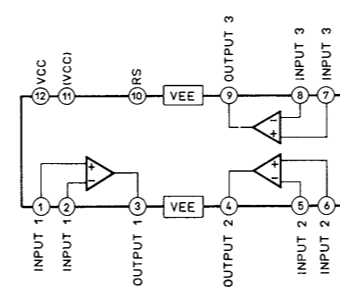 VCC
(VCC)
RS
OUTPUT 3
INPUT 3
INPUT 3
12
11
10
VEE
9
8
7
-
+
+
-
+
-
1
2
3
VEE
4
5
6
INPUT 1
INPUT 1
OUTPUT 1
OUTPUT 2
INPUT 2
INPUT 2